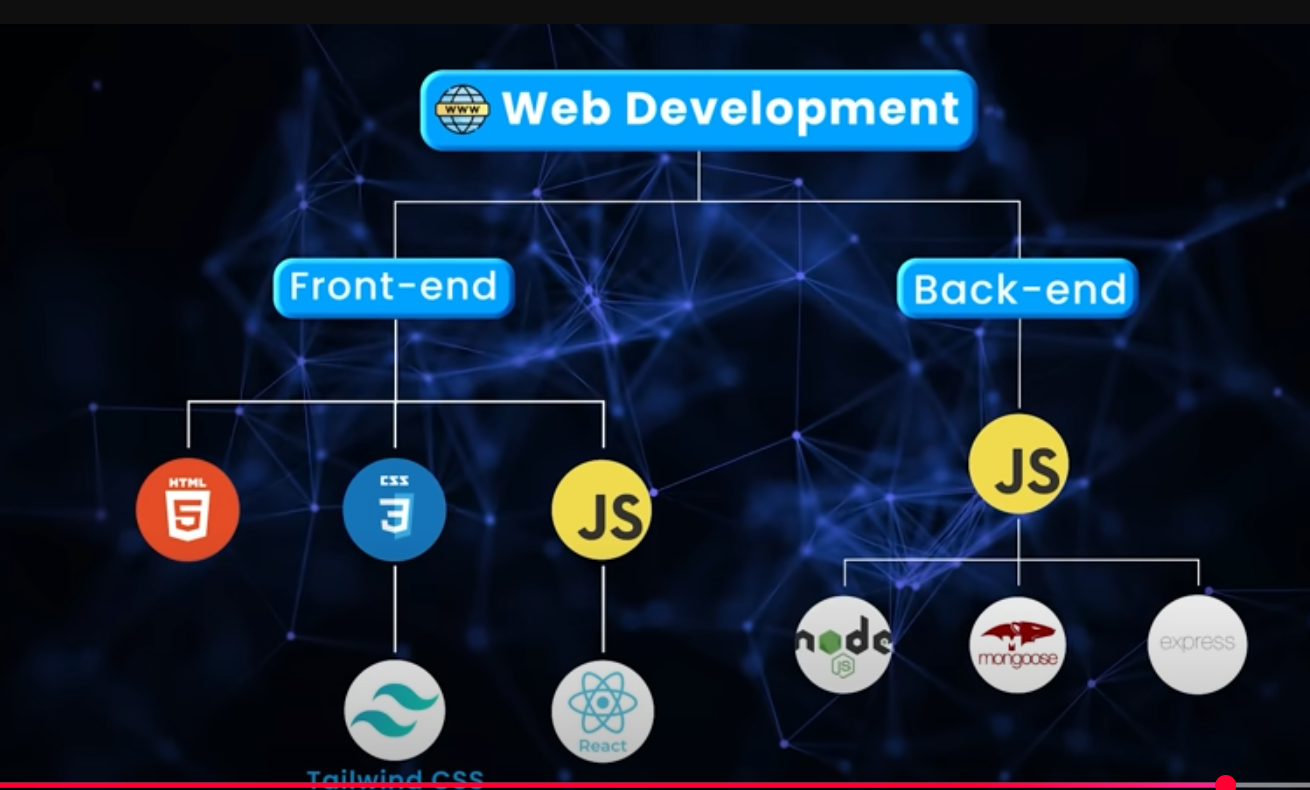 WWW Web Development
Front-end
Back-end
HTML
5
CSS
3
JS
JS
node
JS
M
mongoose
express
React
Tailwind CSS